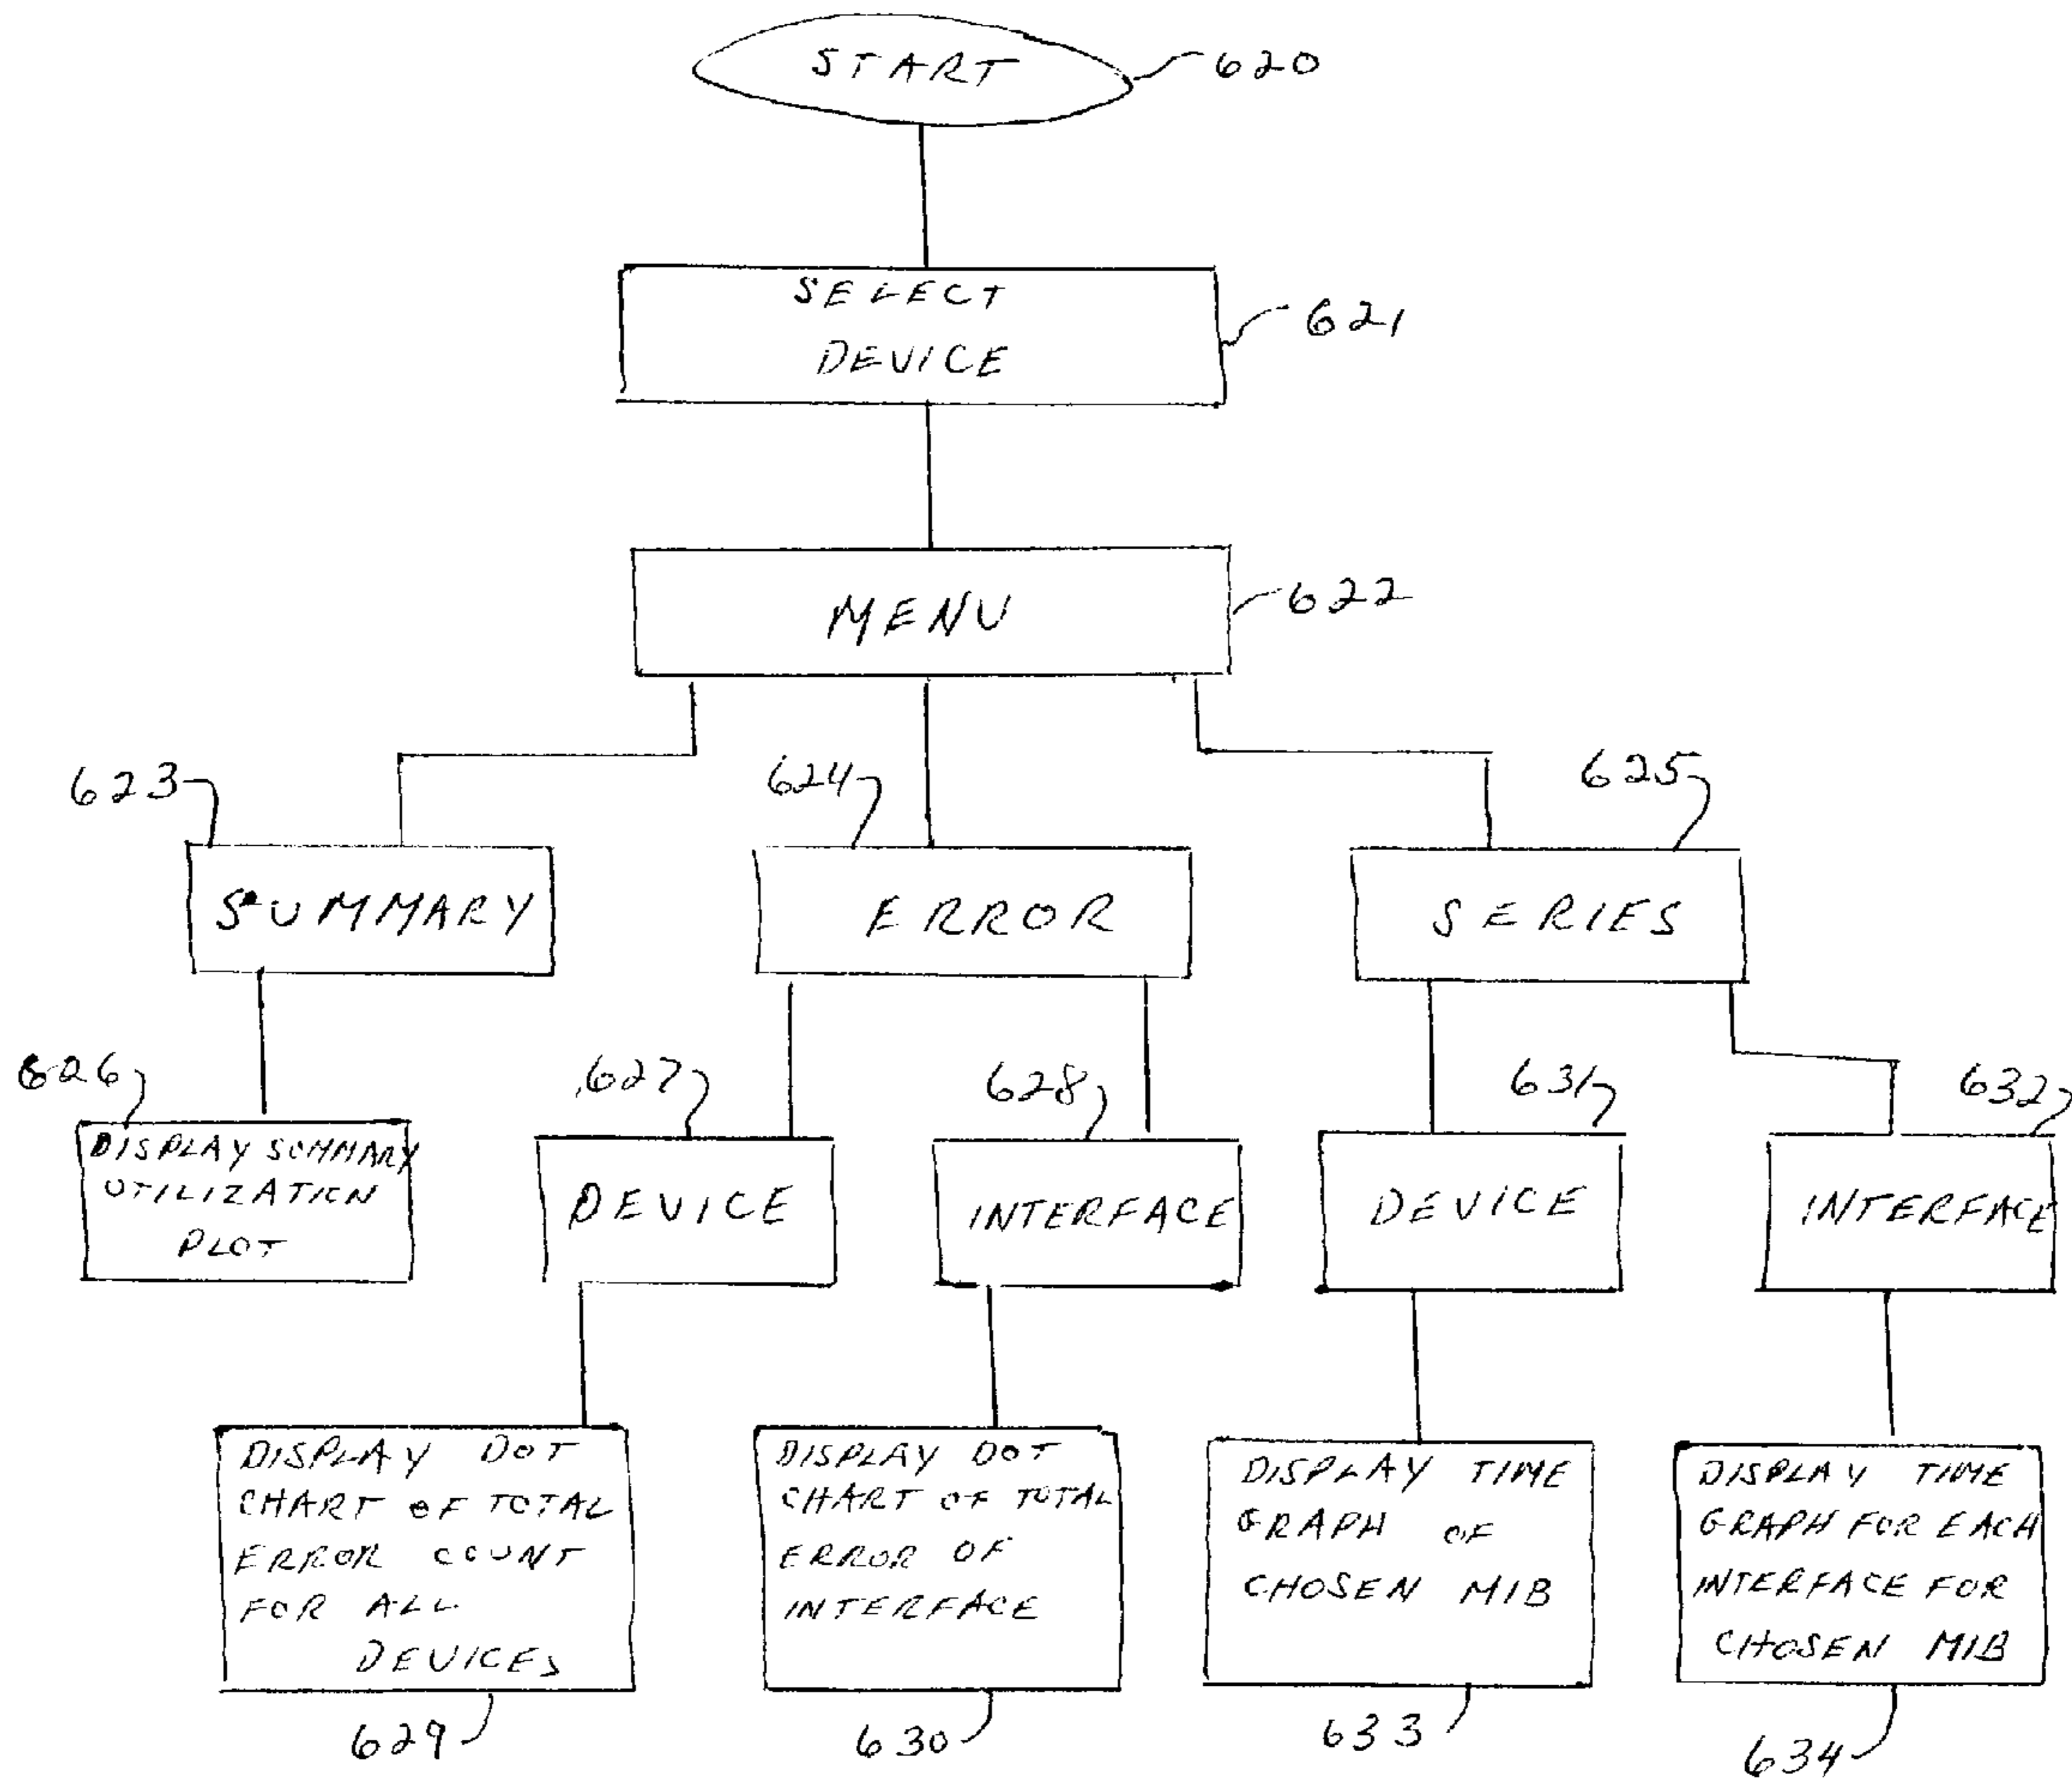 START
620
SELECT
DEVICE
621
MENU
622
623
624
625
SUMMARY
ERROR
SERIES
626
627
628
631
632
DISPLAY SUMMARY
UTILIZATION
PLOT
DEVICE
INTERFACE
DEVICE
INTERFACE
DISPLAY DOT
CHART OF TOTAL
ERROR COUNT
FOR ALL
DEVICES
DISPLAY DOT
CHART OF TOTAL
ERROR OF
INTERFACE
DISPLAY TIME
GRAPH OF
CHOSEN MIB
DISPLAY TIME
GRAPH FOR EACH
INTERFACE FOR
CHOSEN MIB
629
630
633
634